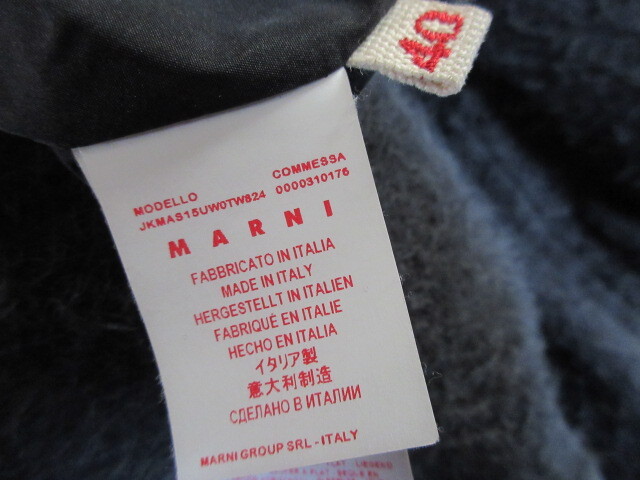 40
MODELLO COMMESSA
JKMAS15UW0TW824 0000310175
MARNI
FABBRICATO IN ITALIA
MADE IN ITALY
HERGESTELLT IN ITALIEN
FABRIQUÉ EN ITALIE
HECHO EN ITALIA
イタリア製
意大利制造
СДЕЛАНО В ИТАЛИИ
MARNI GROUP SRL - ITALY